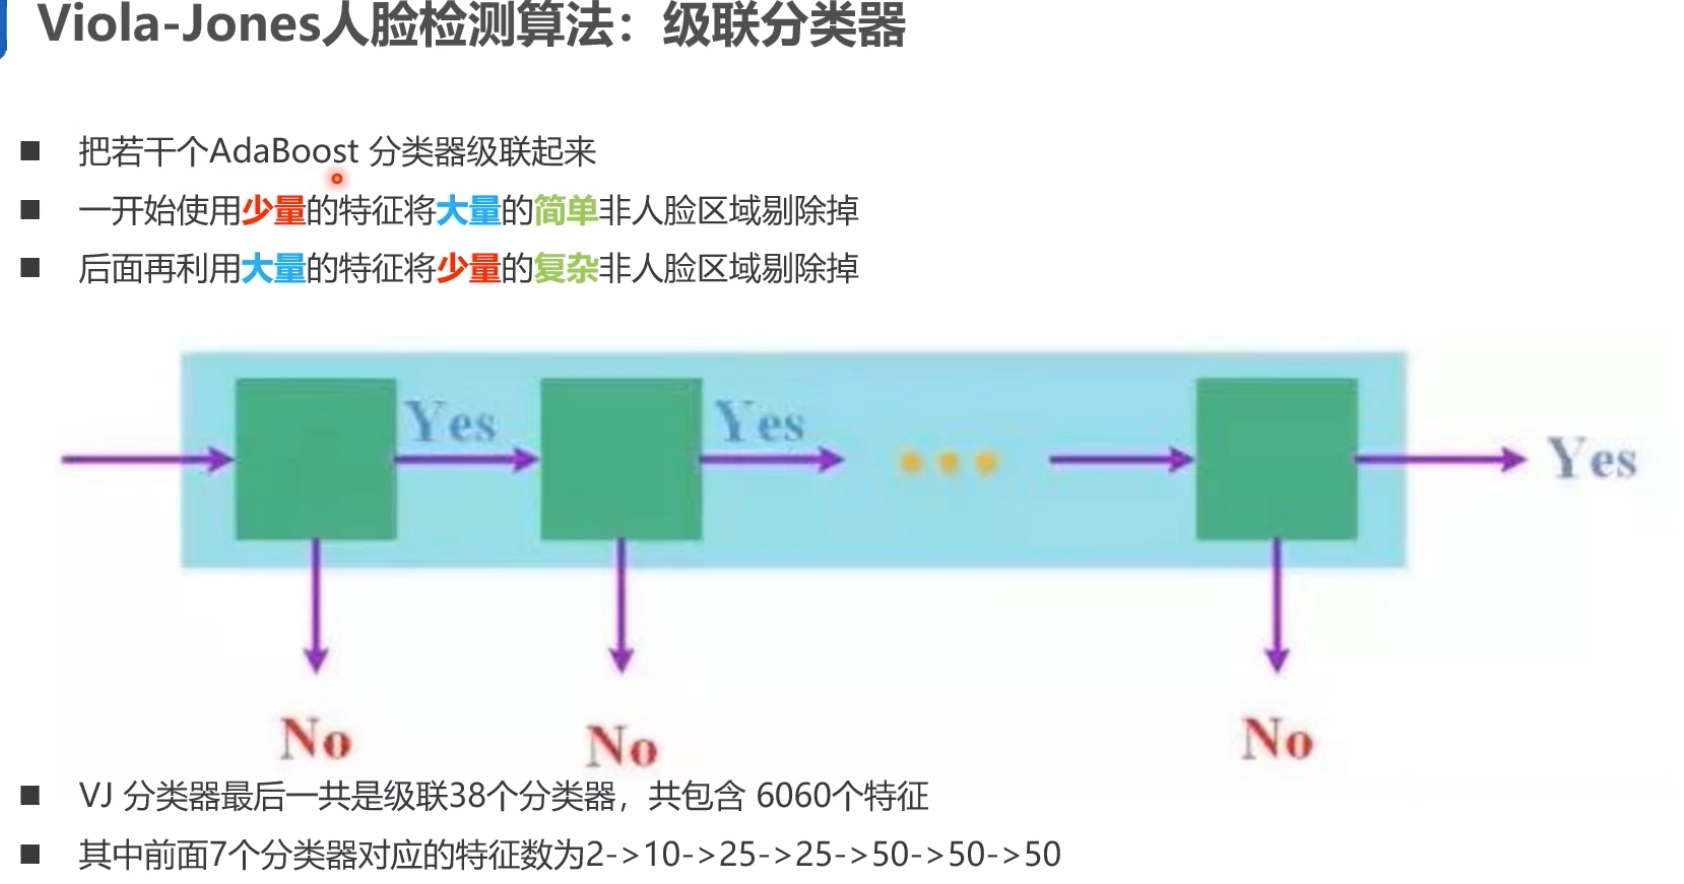 Viola-Jones人脸检测算法：级联分类器
把若干个AdaBoost 分类器级联起来
一开始使用少量的特征将大量的简单非人脸区域剔除掉
后面再利用大量的特征将少量的复杂非人脸区域剔除掉
Yes
Yes
Yes
No
No
No
VJ 分类器最后一共是级联38个分类器，共包含 6060个特征
其中前面7个分类器对应的特征数为2->10->25->25->50->50->50